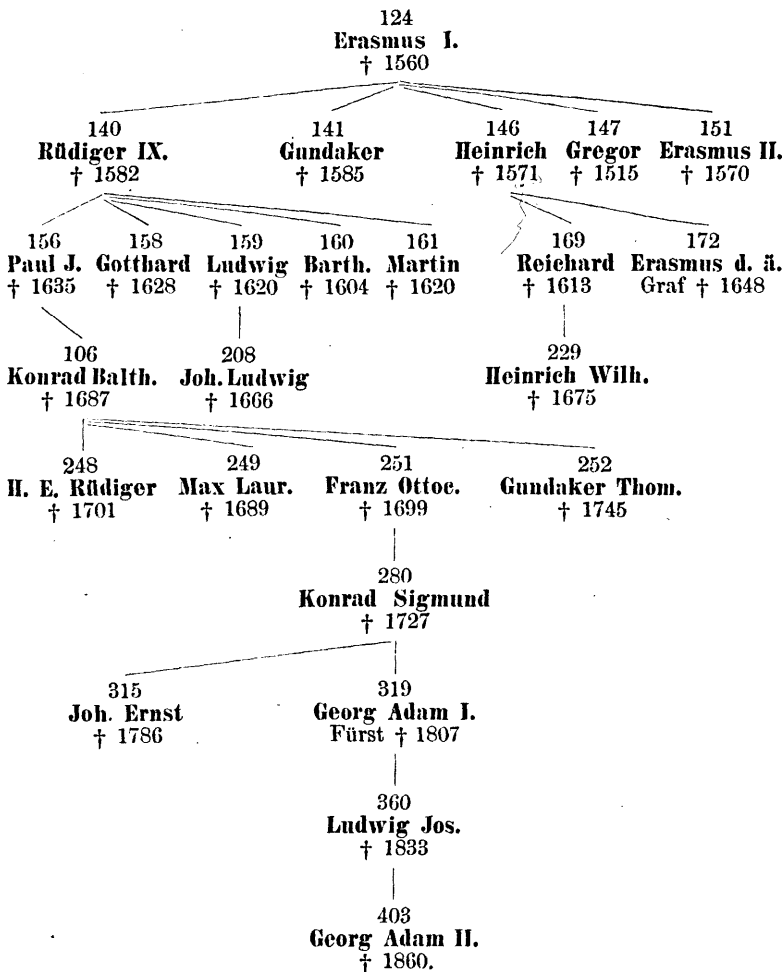 124
Erasmus I.
† 1560
140 141 146 147 151
Rüdiger IX. Gundaker Heinrich Gregor Erasmus II.
† 1582 † 1585 † 1571 † 1515 † 1570
156 158 159 160 161 169 172
Paul J. Gotthard Ludwig Barth. Martin Reichard Erasmus d. ä.
† 1635 † 1628 † 1620 † 1604 † 1620 † 1613 Graf † 1648
106 208 229
Konrad Balth. Joh. Ludwig Heinrich Wilh.
† 1687 † 1666 † 1675
248 249 251 252
H. E. Rüdiger Max Laur. Franz Ottoc. Gundaker Thom.
† 1701 † 1689 † 1699 † 1745
280
Konrad Sigmund
† 1727
315 319
Joh. Ernst Georg Adam I.
† 1786 Fürst † 1807
360
Ludwig Jos.
† 1833
403
Georg Adam II.
† 1860.